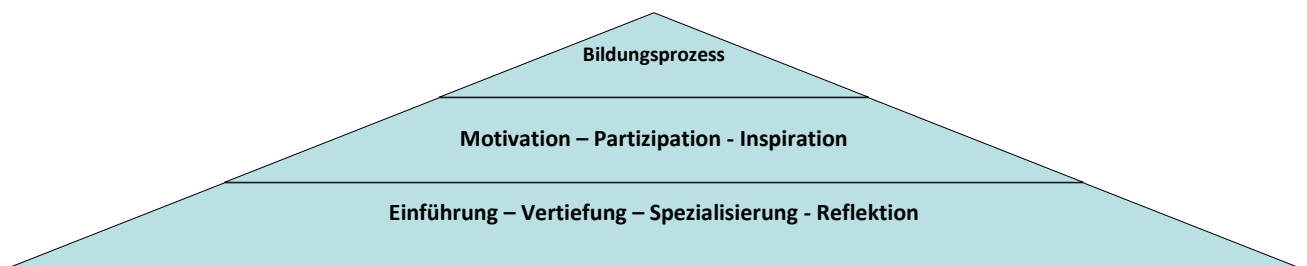 Bildungsprozess
Motivation – Partizipation - Inspiration
Einführung – Vertiefung – Spezialisierung - Reflektion